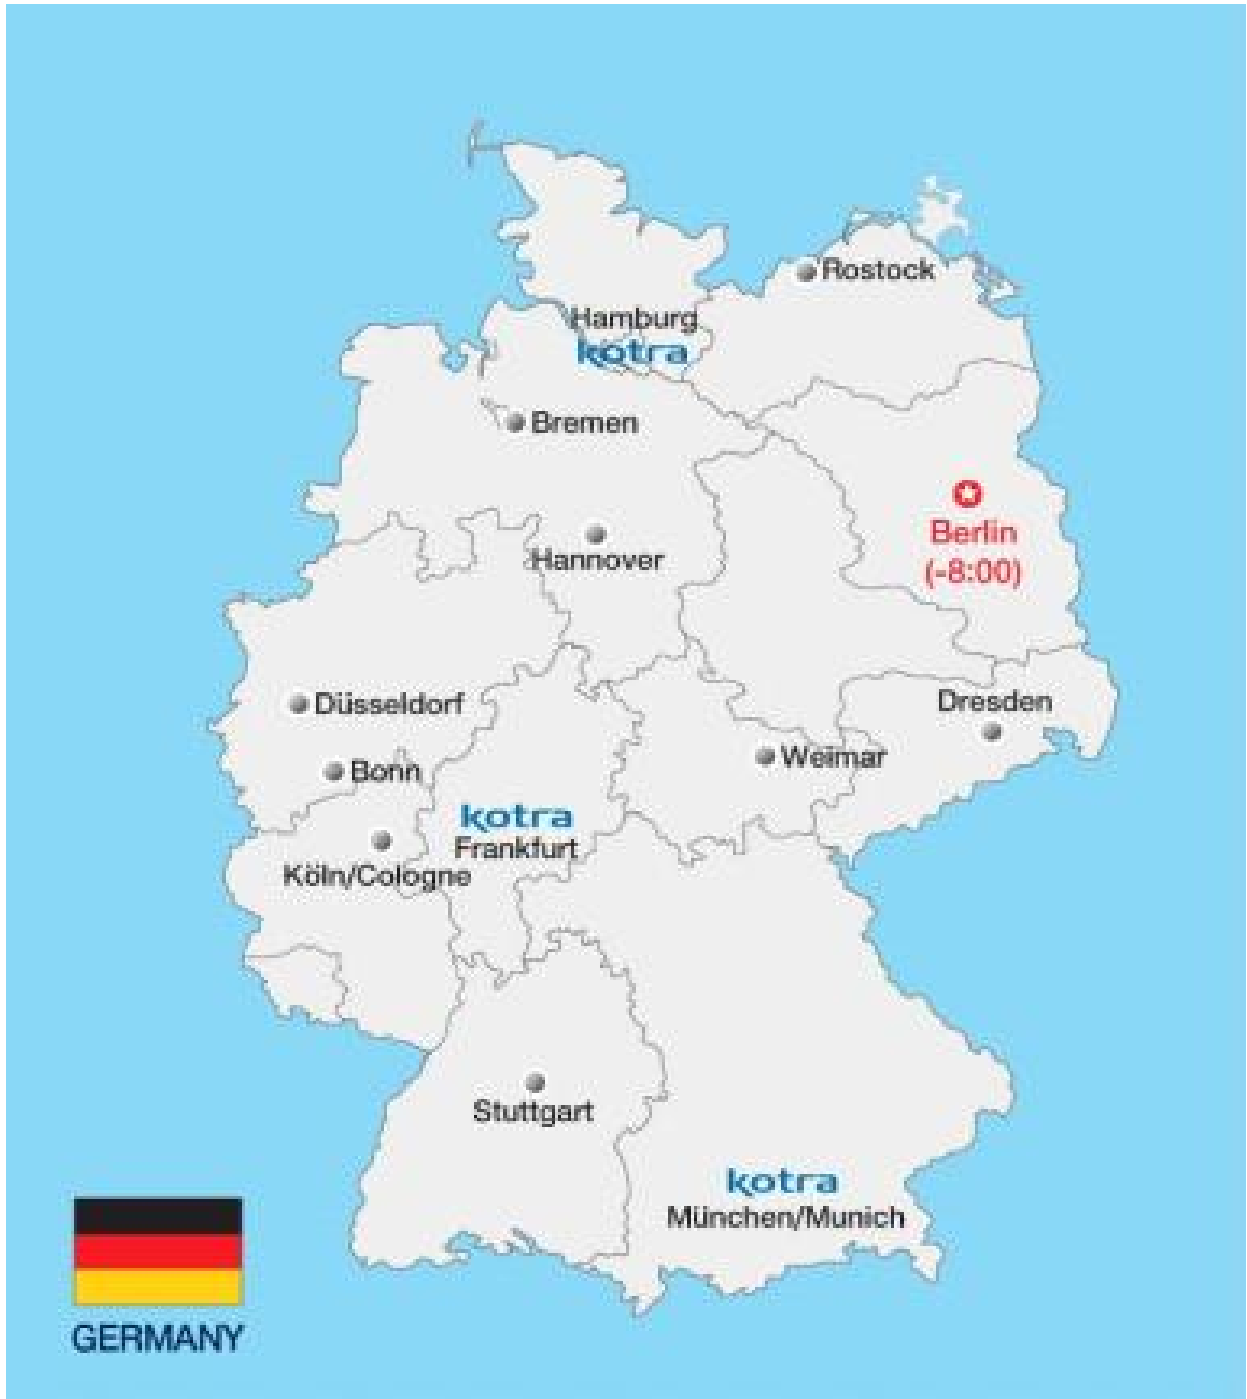 Rostock
Hamburg
kotra
Bremen
Berlin
(-8:00)
Hannover
Düsseldorf
Dresden
Weimar
Bonn
kotra
Frankfurt
Köln/Cologne
Stuttgart
kotra
München/Munich
GERMANY